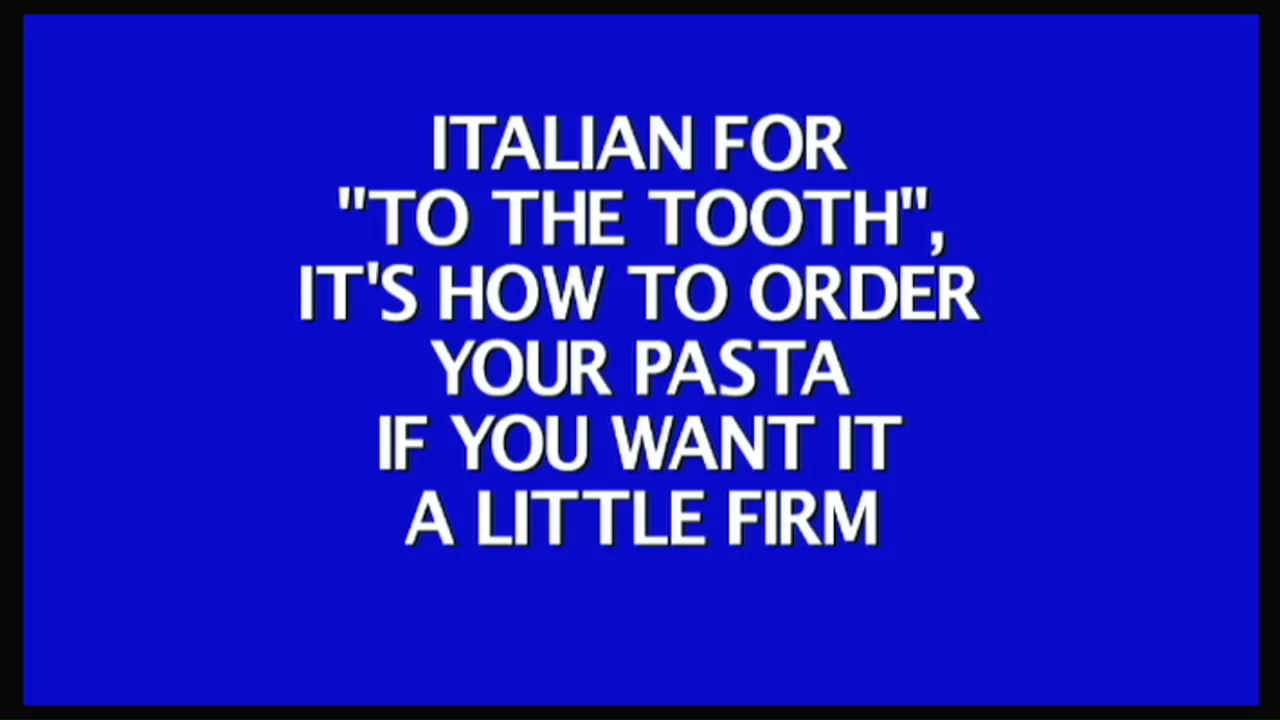 ITALIAN FOR
"TO THE TOOTH",
IT'S HOW TO ORDER
YOUR PASTA
IF YOU WANT IT
A LITTLE FIRM